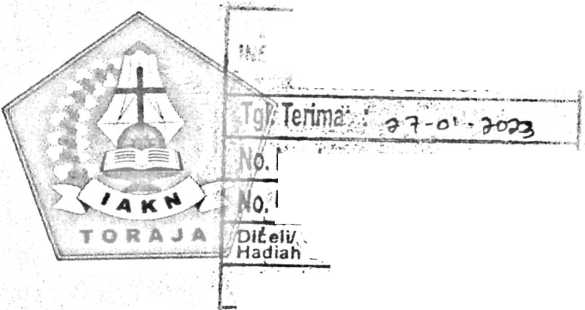 IAKN
TORAJA
Tgl. Terima : 27-01-2023
No.
No.
Dibeli/
Hadiah